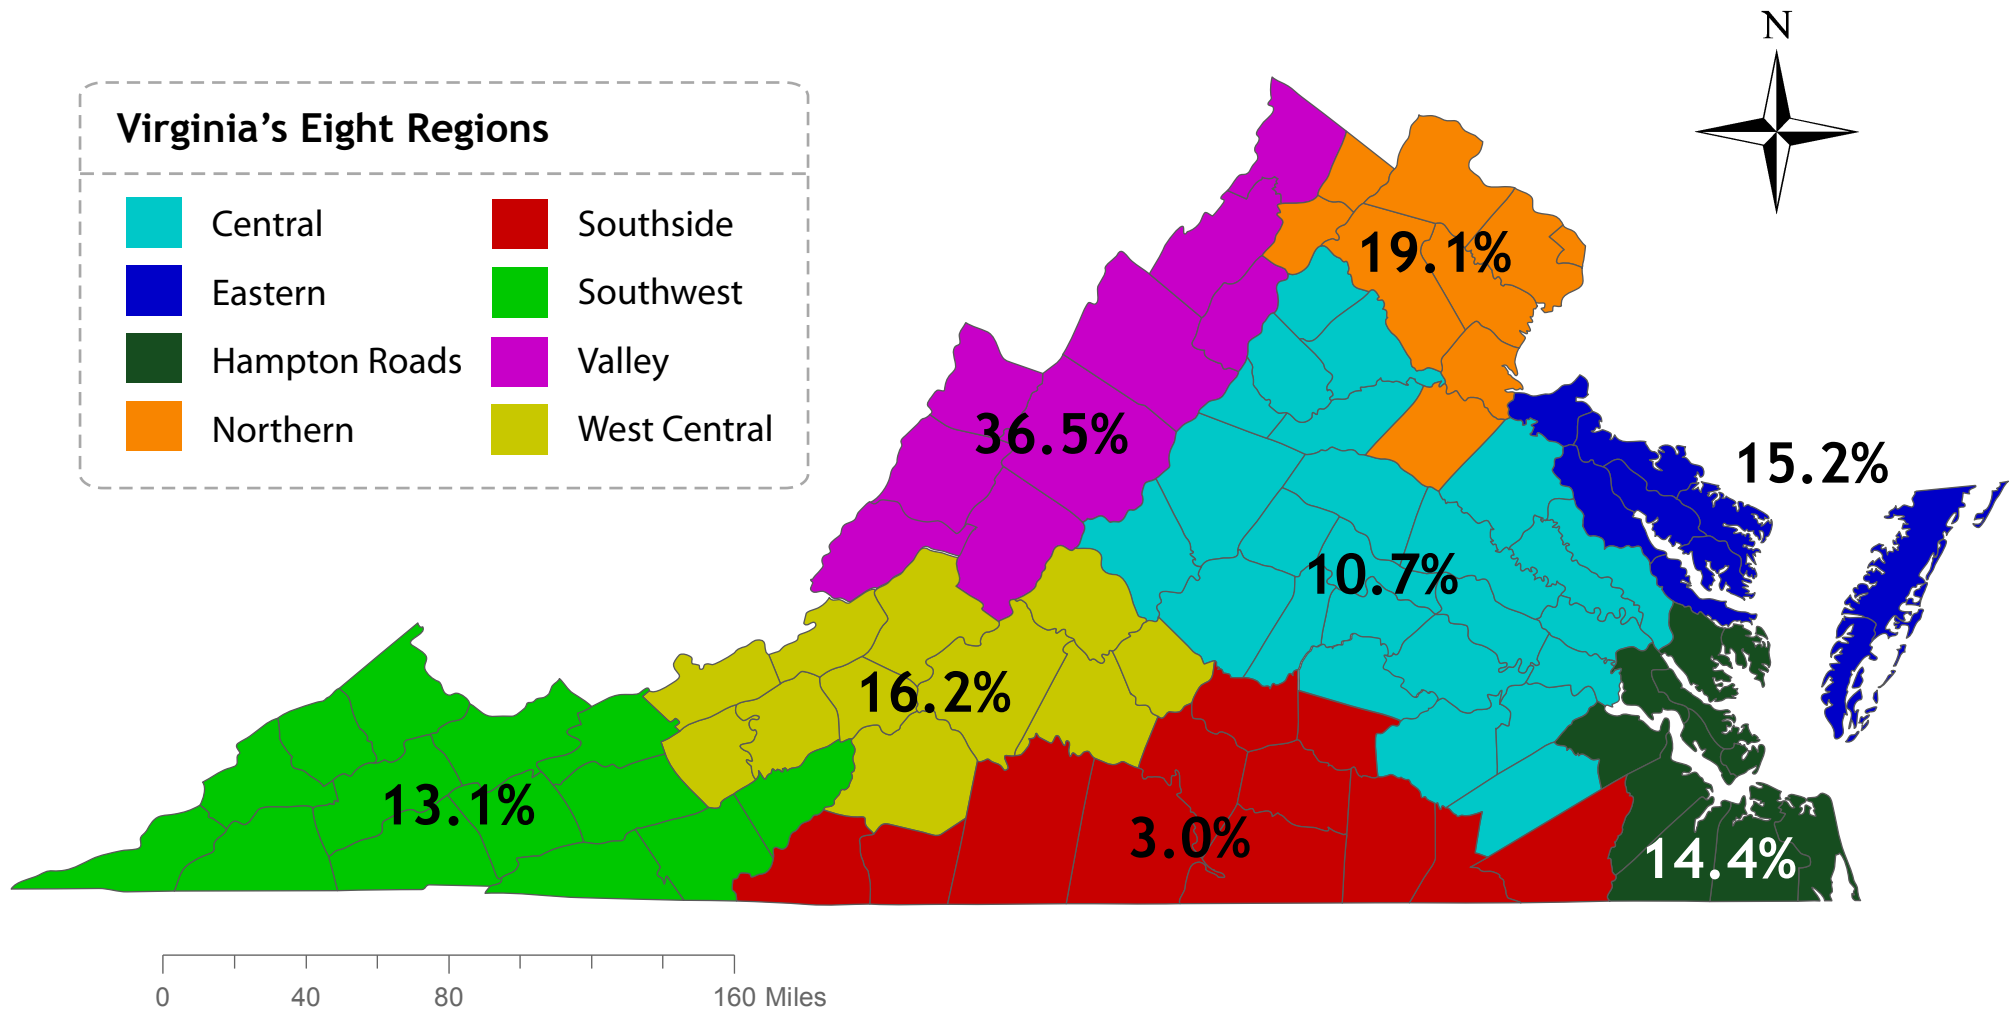 N
Virginia's Eight Regions
Central
Southside
Eastern
Southwest
Hampton Roads
Valley
Northern
West Central
19.1%
36.5%
15.2%
10.7%
16.2%
13.1%
3.0%
14.4%
0 40 80 160 Miles